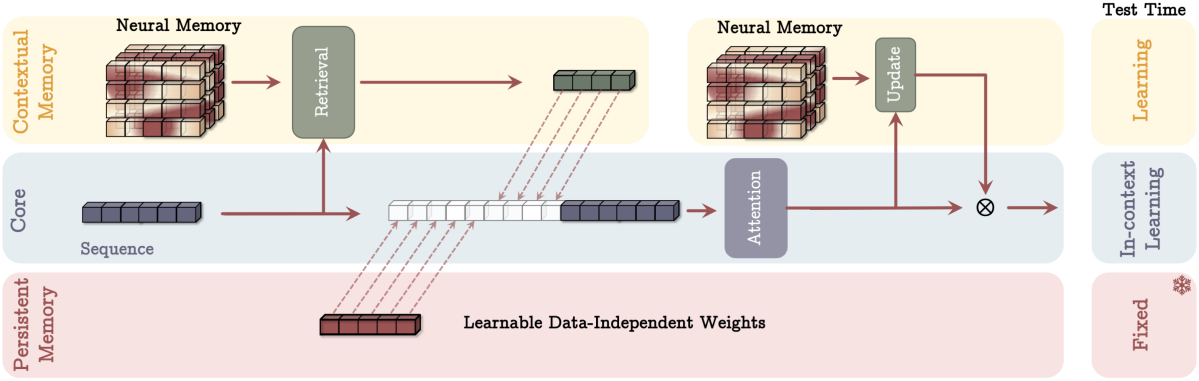 Test Time
Contextual
Memory
Neural Memory
Retrieval
Neural Memory
Update
Learning
Core
Sequence
Attention
In-context
Learning
Persistent
Memory
Learnable Data-Independent Weights
Fixed